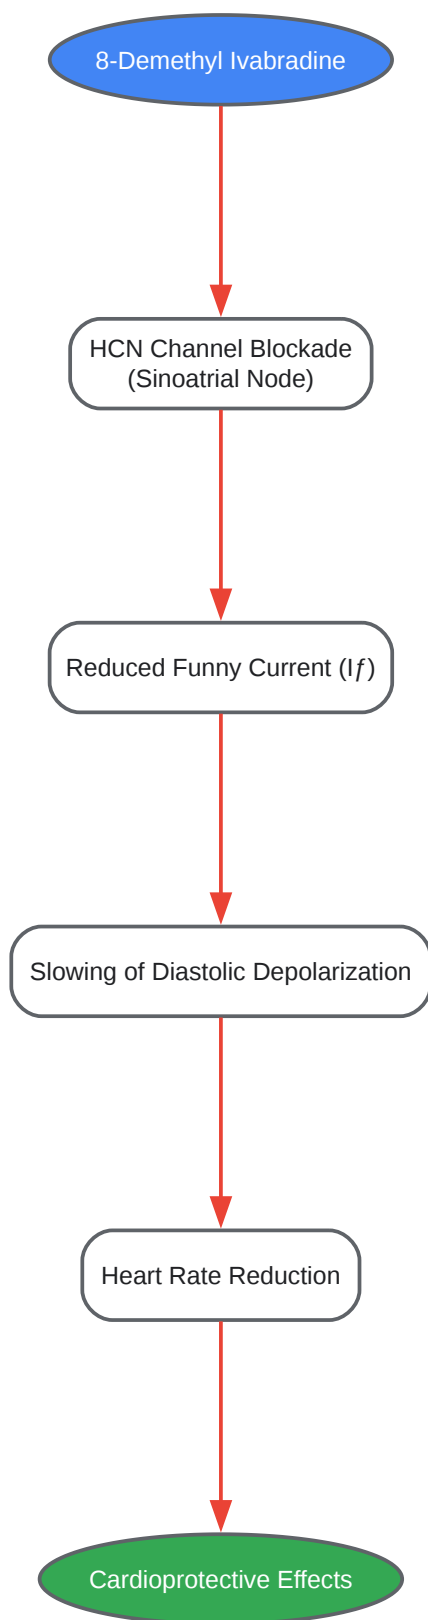 8-Demethyl Ivabradine
HCN Channel Blockade
(Sinoatrial Node)
Reduced Funny Current (Iƒ)
Slowing of Diastolic Depolarization
Heart Rate Reduction
Cardioprotective Effects